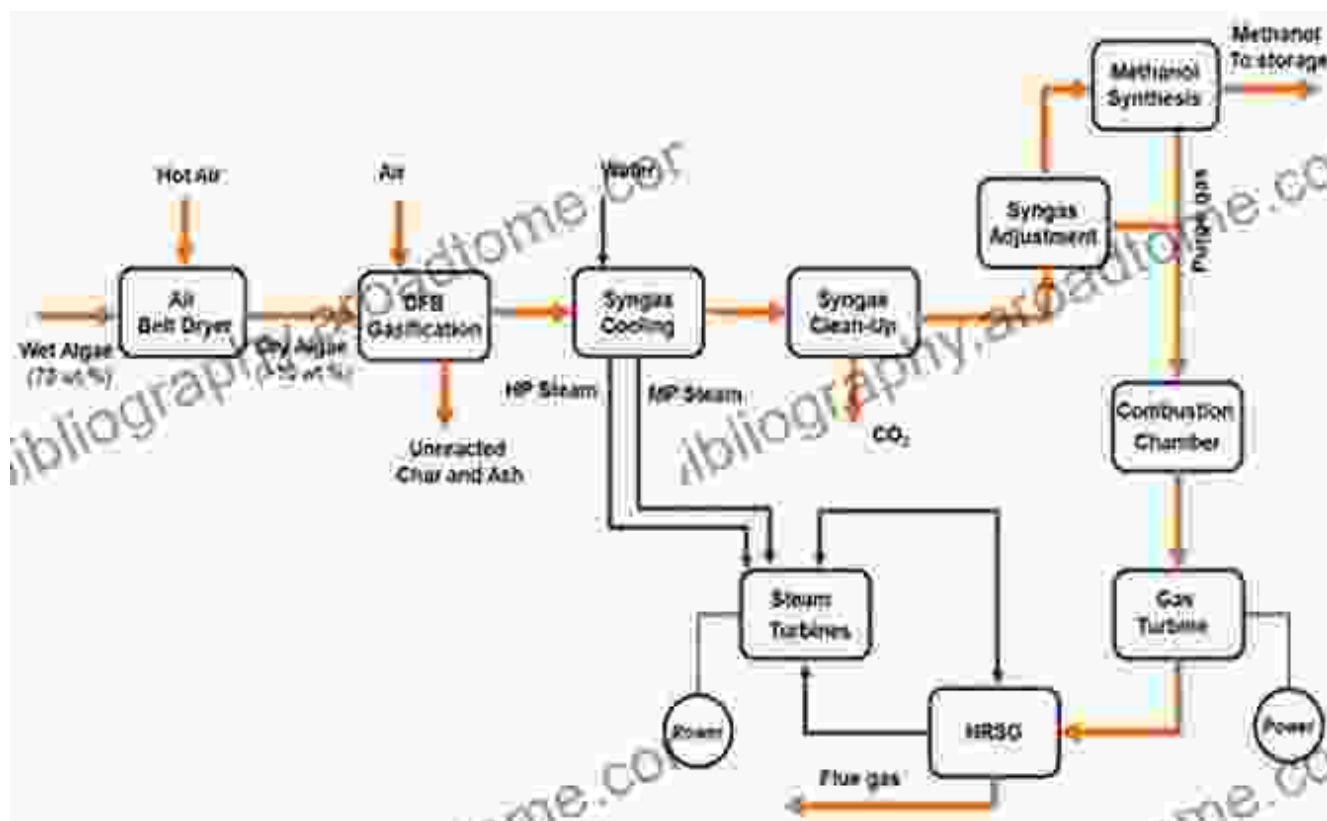 Methanol
To storage
Methanol
Synthesis
Hot Air
Air
Water
Purge gas
Syngas
Adjustment
Air
Belt Dryer
CFB
Gasification
Syngas
Cooling
Syngas
Clean-Up
Wet Algae
Dry Algae
HP Steam
MP Steam
Combustion
Chamber
CO₂
Unreacted
Char and Ash
Steam
Turbines
Gas
Turbine
Power
HRSG
Power
Flue gas